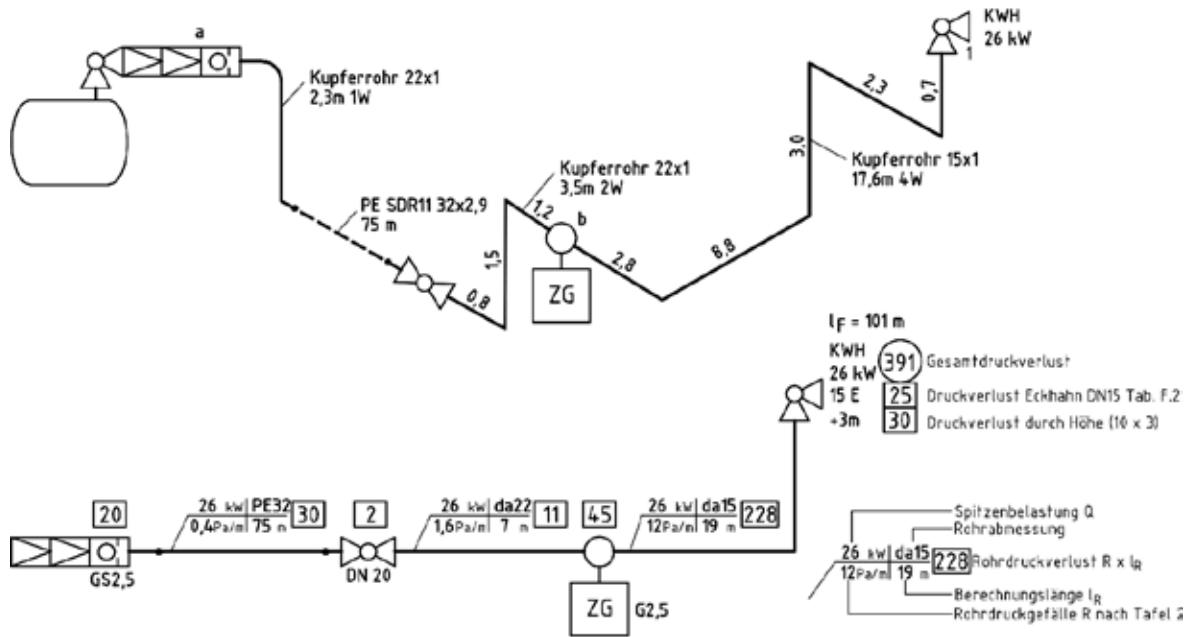 a
KWH
26 kW
1
Kupferrohr 22x1
2,3m 1W
2,3
0,7
3,0
Kupferrohr 15x1
17,6m 4W
Kupferrohr 22x1
3,5m 2W
PE SDR11 32x2,9
75 m
1,2
b
1,5
2,8
8,8
0,8
ZG
lF = 101 m
KWH
26 kW
391 Gesamtdruckverlust
15 E
25 Druckverlust Eckhahn DN15 Tab. F.2
+3m
30 Druckverlust durch Höhe (10 x 3)
20
26 kW PE32 30
0,4Pa/m 75 m
2
26 kW da22 11
1,6Pa/m 7 m
45
26 kW da15 228
12Pa/m 19 m
GS2,5
DN 20
ZG
G2,5
Spitzenbelastung Q
Rohrabmessung
26 kW da15 228 Rohrdruckverlust R x lR
12Pa/m 19 m
Berechnungslänge lR
Rohrdruckgefälle R nach Tafel 2